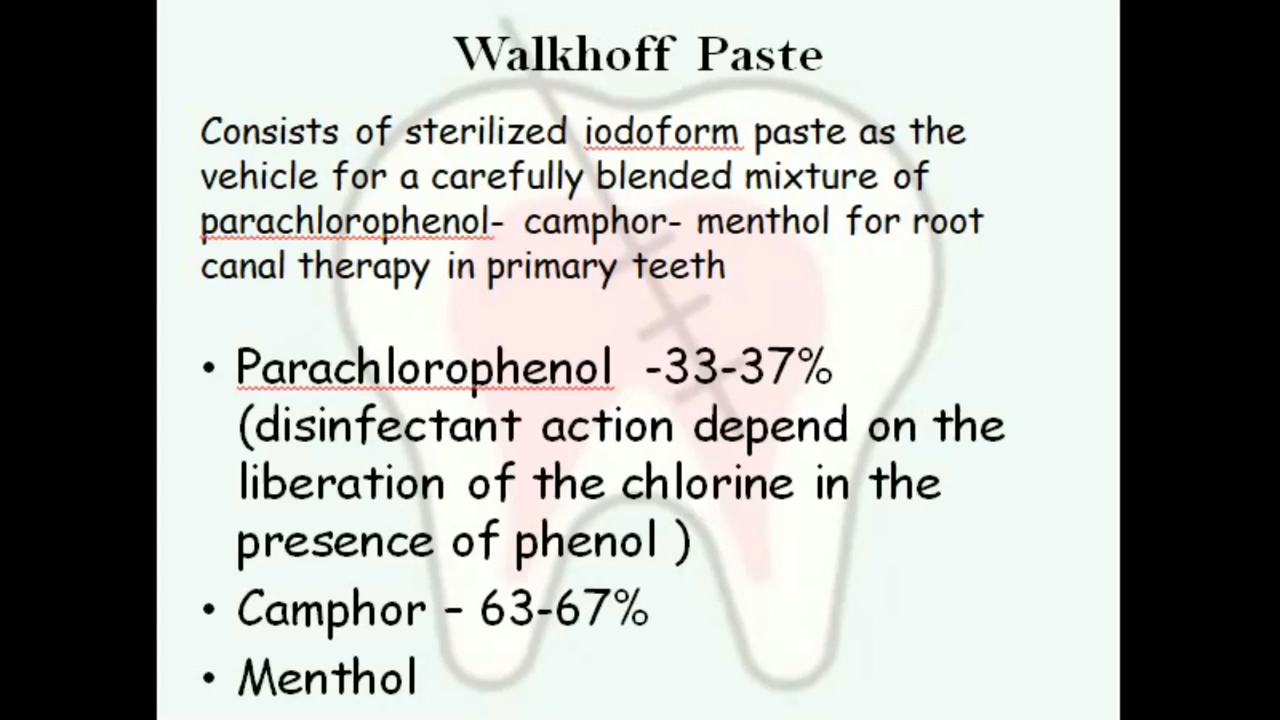 Walkhoff Paste
Consists of sterilized iodoform paste as the
vehicle for a carefully blended mixture of
parachlorophenol- camphor- menthol for root
canal therapy in primary teeth
• Parachlorophenol -33-37%
(disinfectant action depend on the
liberation of the chlorine in the
presence of phenol )
• Camphor – 63-67%
• Menthol